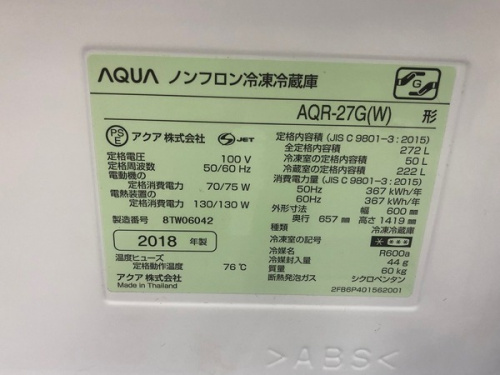 AQUA ノンフロン冷凍冷蔵庫
G
AQR-27G(W) 形
PS
E
アクア株式会社 S-JET
定格電圧 100 V
定格周波数 50/60 Hz
電動機の
定格消費電力 70/75 W
電熱装置の
定格消費電力 130/130 W
製造番号 8TW06042
2018 年製
温度ヒューズ
定格動作温度 76℃
アクア株式会社
Made in Thailand
定格内容積 (JIS C 9801-3 : 2015)
全定格内容積 272 L
冷凍室の定格内容積 50 L
冷蔵室の定格内容積 222 L
消費電力量 (JIS C 9801-3 : 2015)
50Hz 367 kWh/年
60Hz 367 kWh/年
外形寸法 幅 600 mm
奥行 657 mm 高さ 1419 mm
種類 冷凍冷蔵庫
冷凍室の記号
冷媒名 R600a
冷媒封入量 44 g
質量 60 kg
断熱発泡ガス シクロペンタン
2FB6P401562001
>ABS<